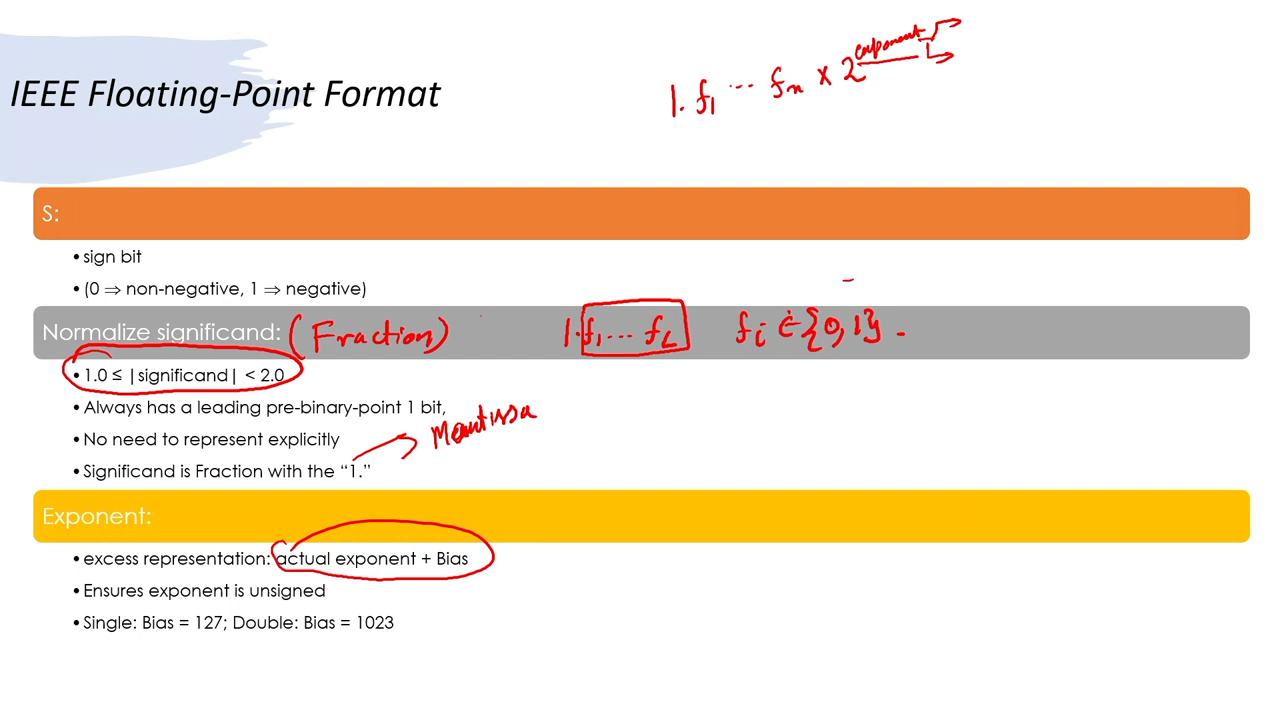 1. f1 ... fn × 2^exponent
IEEE Floating-Point Format
S:
• sign bit
• (0 ⇒ non-negative, 1 ⇒ negative)
Normalize significand: (Fraction) 1.f1 ... fL fi ∈ {0, 1} .
• 1.0 ≤ |significand| < 2.0
• Always has a leading pre-binary-point 1 bit,
• No need to represent explicitly
Mantissa
• Significand is Fraction with the “1.”
Exponent:
• excess representation: actual exponent + Bias
• Ensures exponent is unsigned
• Single: Bias = 127; Double: Bias = 1023